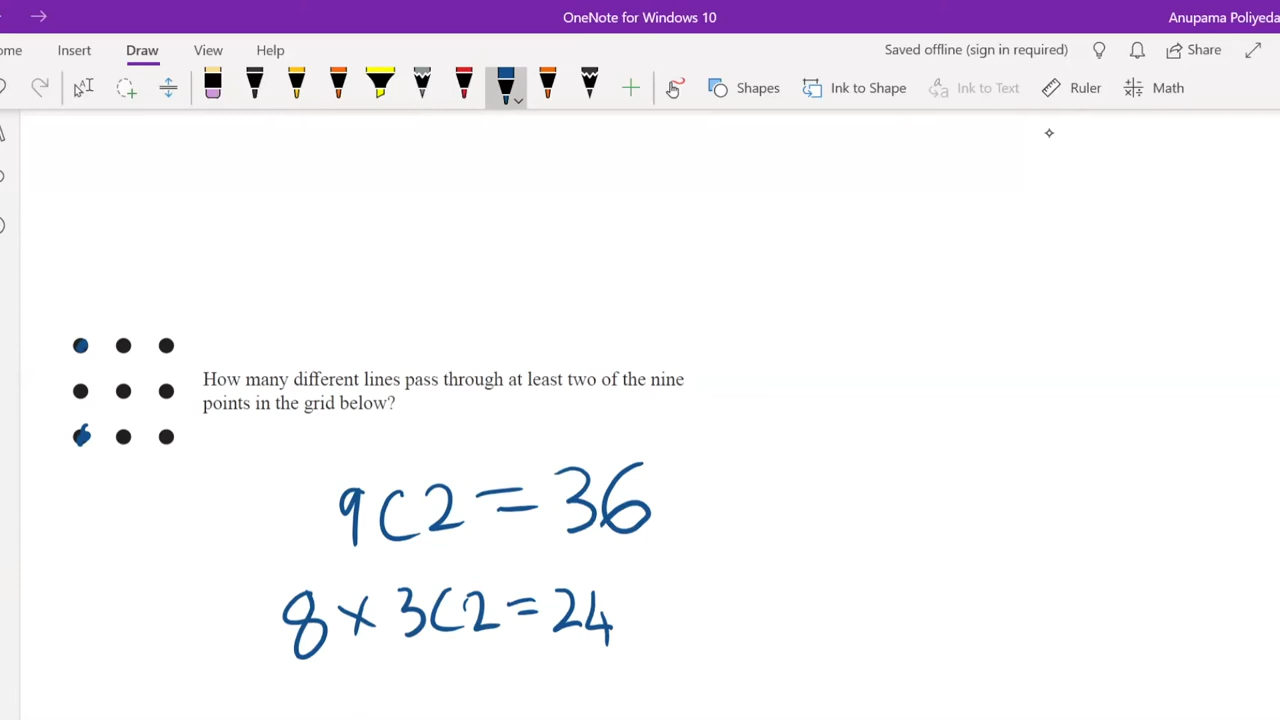 OneNote for Windows 10
Anupama Poliyeda
ome Insert Draw View Help
Saved offline (sign in required) Share
Shapes Ink to Shape Ink to Text Ruler Math
How many different lines pass through at least two of the nine
points in the grid below?
9C2=36
8×3C2=24